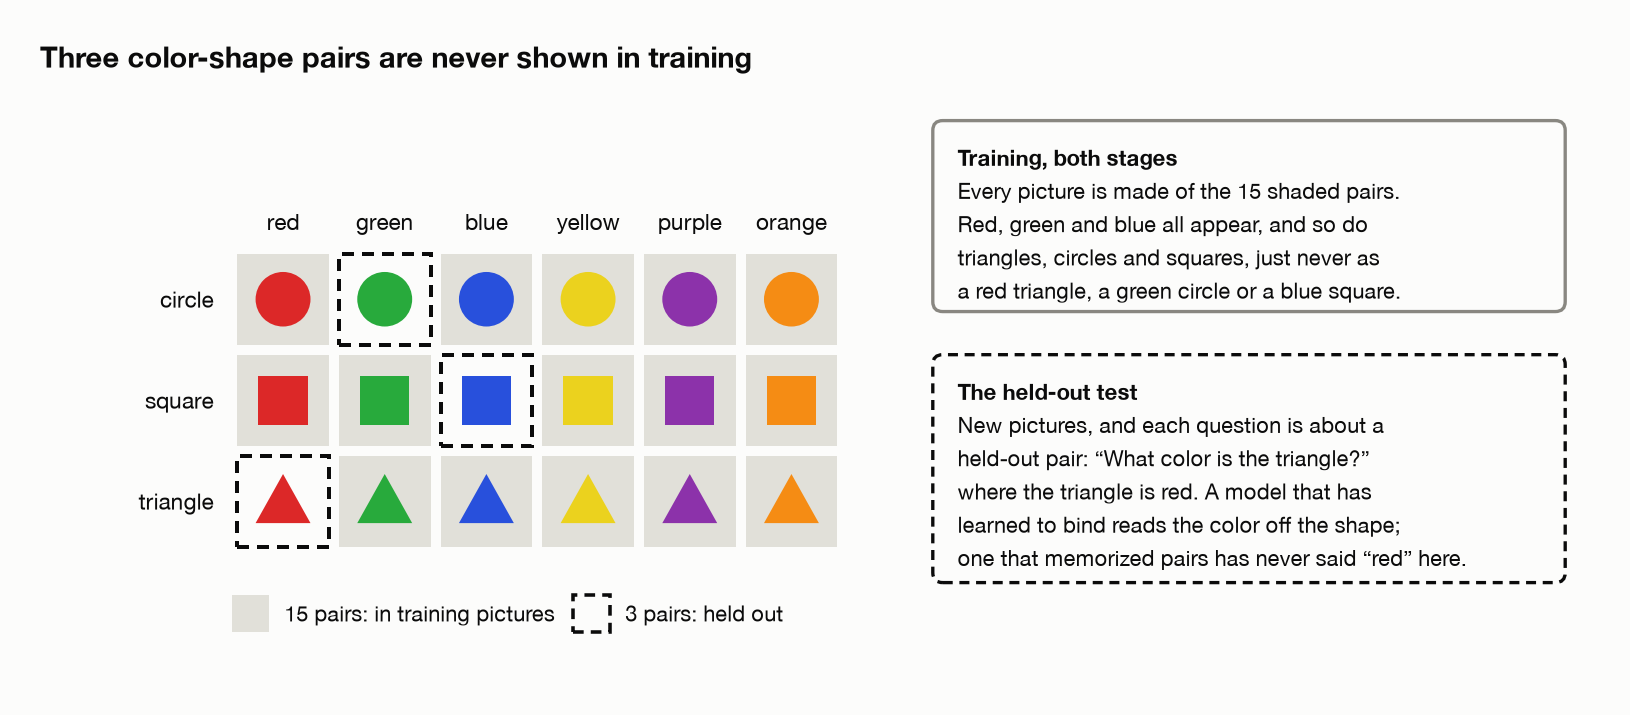 Three color-shape pairs are never shown in training
red green blue yellow purple orange
circle
square
triangle
15 pairs: in training pictures
3 pairs: held out
Training, both stages
Every picture is made of the 15 shaded pairs.
Red, green and blue all appear, and so do
triangles, circles and squares, just never as
a red triangle, a green circle or a blue square.
The held-out test
New pictures, and each question is about a
held-out pair: “What color is the triangle?”
where the triangle is red. A model that has
learned to bind reads the color off the shape;
one that memorized pairs has never said “red” here.